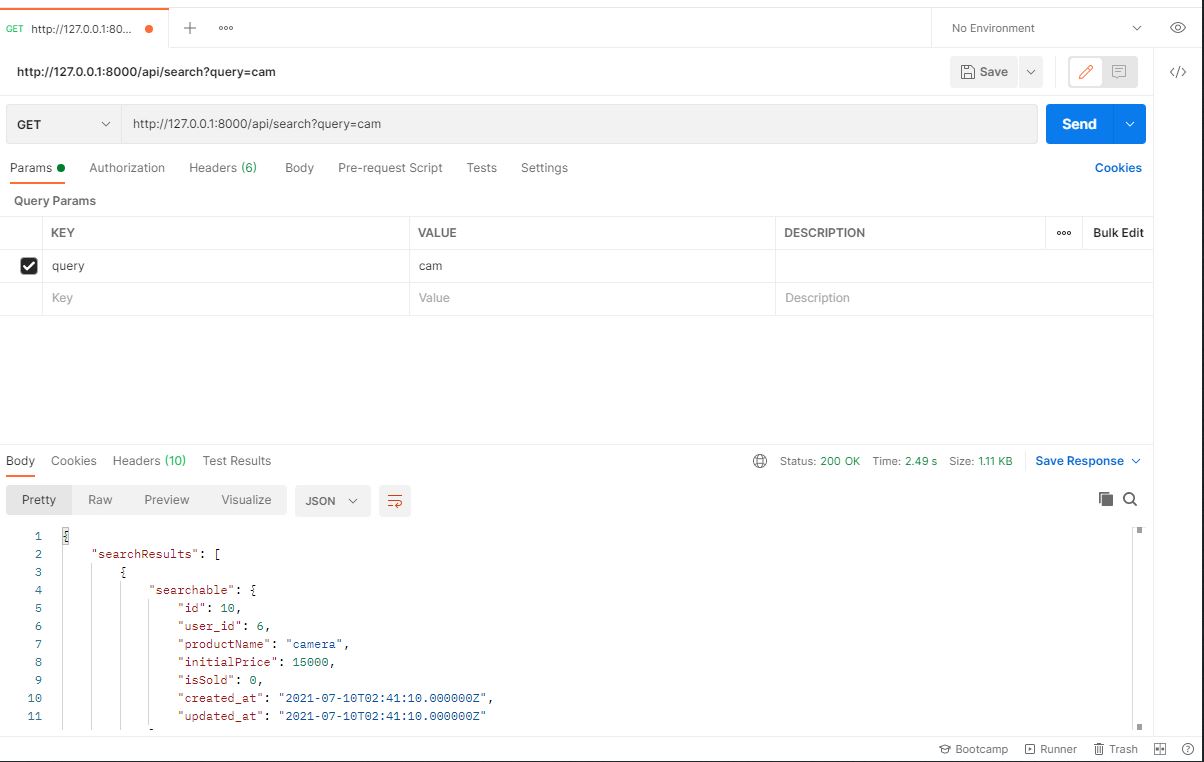 GET http://127.0.0.1:80...
No Environment
http://127.0.0.1:8000/api/search?query=cam
Save
GET
http://127.0.0.1:8000/api/search?query=cam
Send
Params
Authorization
Headers (6)
Body
Pre-request Script
Tests
Settings
Cookies
Query Params
KEY VALUE DESCRIPTION Bulk Edit
query cam
Key Value Description
Body Cookies Headers (10) Test Results Status: 200 OK Time: 2.49 s Size: 1.11 KB Save Response
Pretty Raw Preview Visualize JSON
1 {
2 "searchResults": [
3 {
4 "searchable": {
5 "id": 10,
6 "user_id": 6,
7 "productName": "camera",
8 "initialPrice": 15000,
9 "isSold": 0,
10 "created_at": "2021-07-10T02:41:10.000000Z",
11 "updated_at": "2021-07-10T02:41:10.000000Z"
Bootcamp Runner Trash